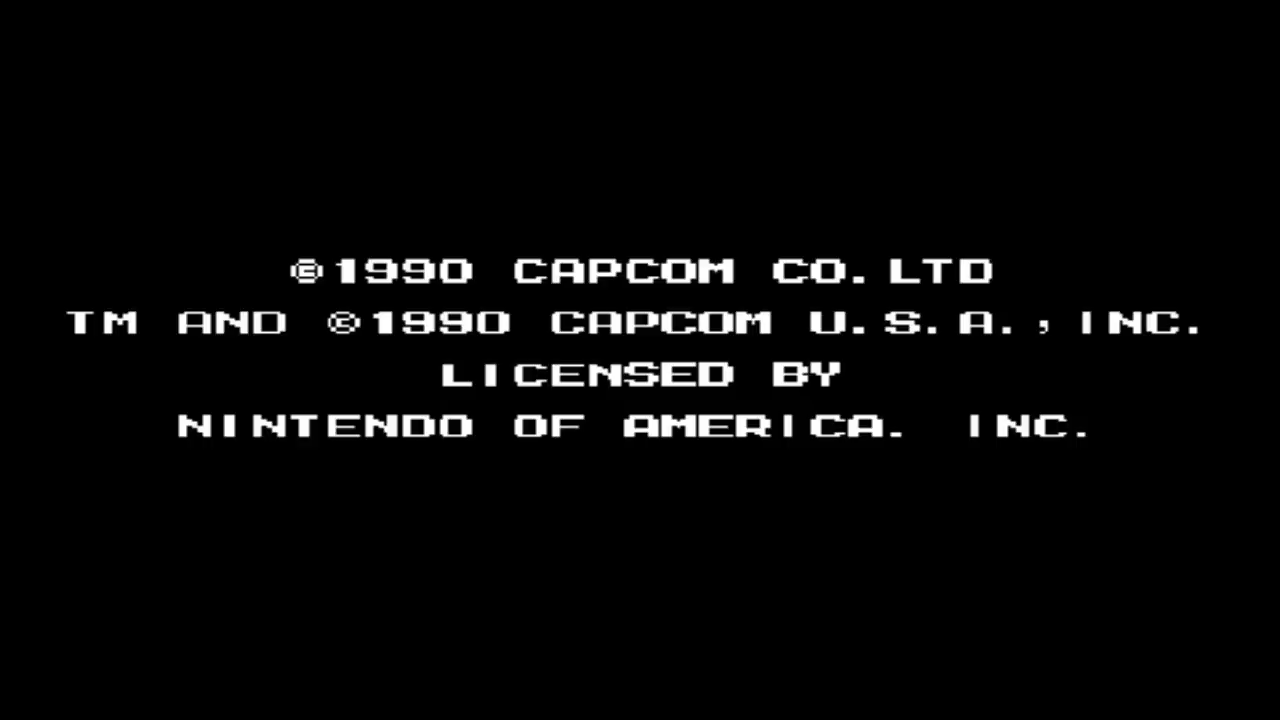 ©1990 CAPCOM CO.LTD
TM AND ©1990 CAPCOM U.S.A., INC.
LICENSED BY
NINTENDO OF AMERICA. INC.